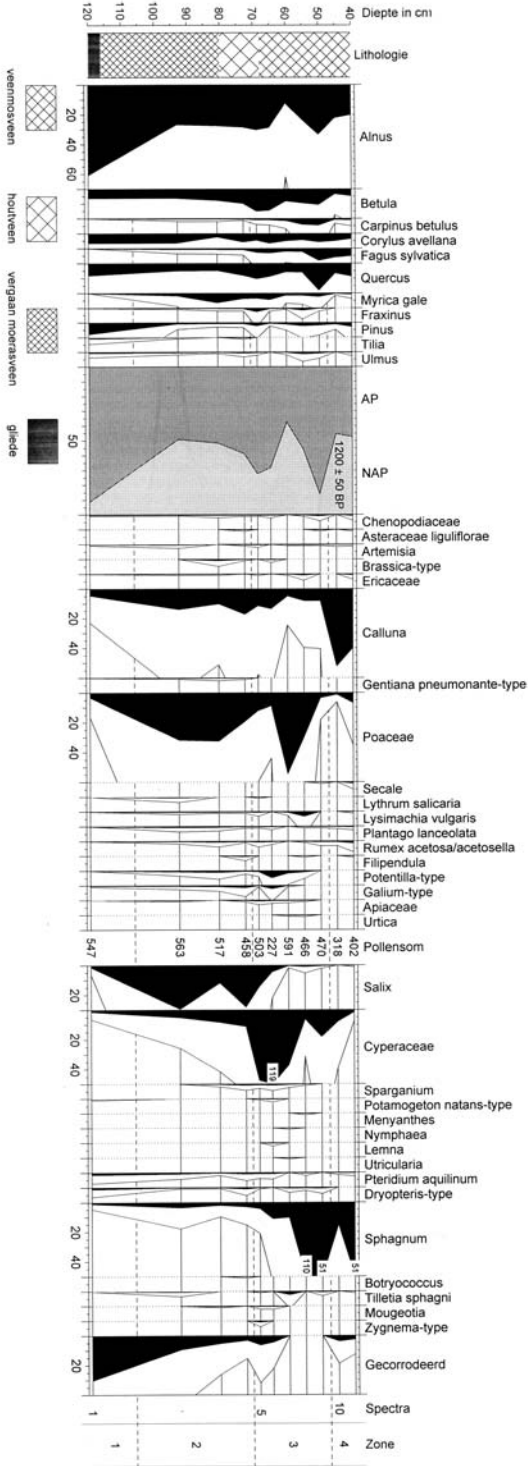 Diepte in cm
120
110
100
90
80
70
60
50
40
Lithologie
20
40
60
Alnus
Betula
Carpinus betulus
Corylus avellana
Fagus sylvatica
Quercus
Myrica gale
Fraxinus
Pinus
Tilia
Ulmus
AP
50
NAP
1200 ± 50 BP
Chenopodiaceae
Asteraceae liguliflorae
Artemisia
Brassica-type
Ericaceae
20
40
Calluna
Gentiana pneumonante-type
20
40
Poaceae
Secale
Lythrum salicaria
Lysimachia vulgaris
Plantago lanceolata
Rumex acetosa/acetosella
Filipendula
Potentilla-type
Galium-type
Apiaceae
Urtica
547
563
517
458
503
227
591
466
470
318
402
Pollensom
20
Salix
20
40
119
Cyperaceae
Sparganium
Potamogeton natans-type
Menyanthes
Nymphaea
Lemna
Utricularia
Pteridium aquilinum
Dryopteris-type
20
40
110
51
51
Sphagnum
Botryococcus
Tilletia sphagni
Mougeotia
Zygnema-type
20
Gecorrodeerd
1
5
10
Spectra
1
2
3
4
Zone
veenmosveen
houtveen
vergaan moerasveen
gliede